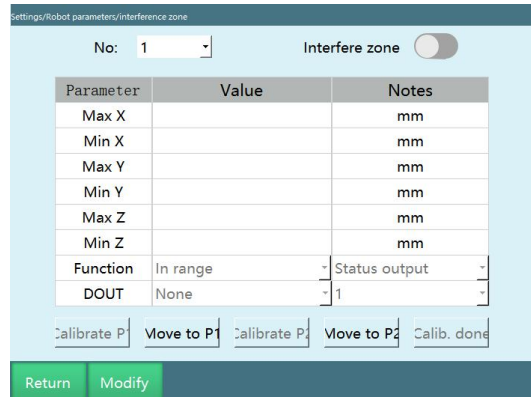 Settings/Robot parameters/interference zone
No: 1 Interfere zone
Parameter Value Notes
Max X mm
Min X mm
Max Y mm
Min Y mm
Max Z mm
Min Z mm
Function In range Status output
DOUT None 1
Calibrate P1 Move to P1 Calibrate P2 Move to P2 Calib. done
Return Modify